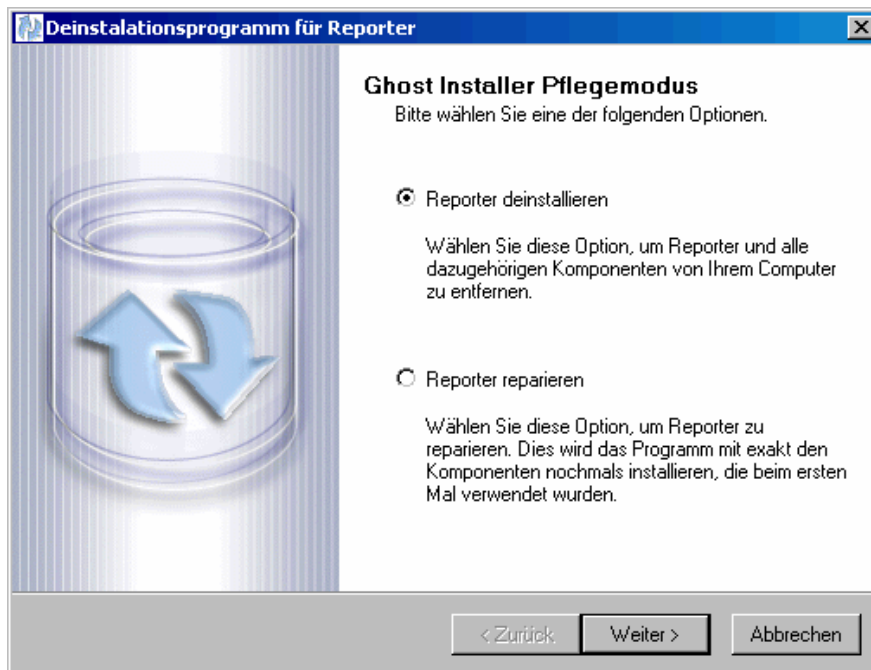 Deinstalationsprogramm für Reporter
Ghost Installer Pflegemodus
Bitte wählen Sie eine der folgenden Optionen.
Reporter deinstallieren
Wählen Sie diese Option, um Reporter und alle
dazugehörigen Komponenten von Ihrem Computer
zu entfernen.
Reporter reparieren
Wählen Sie diese Option, um Reporter zu
reparieren. Dies wird das Programm mit exakt den
Komponenten nochmals installieren, die beim ersten
Mal verwendet wurden.
< Zurück
Weiter >
Abbrechen